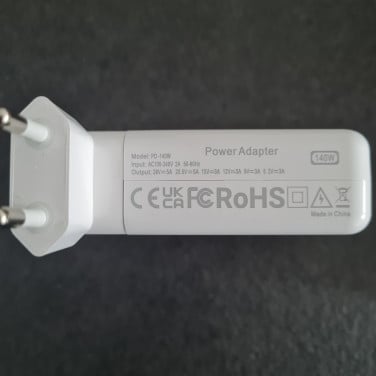 Power Adapter
Model: PD-140W
Input: AC100-240V 2A 50-60Hz
140W
Output: 28V⎓5A 20.5V⎓5A 15V⎓3A 12V⎓3A 9V⎓3A 5.2V⎓3A
CE UKCA FC RoHS
Made in China